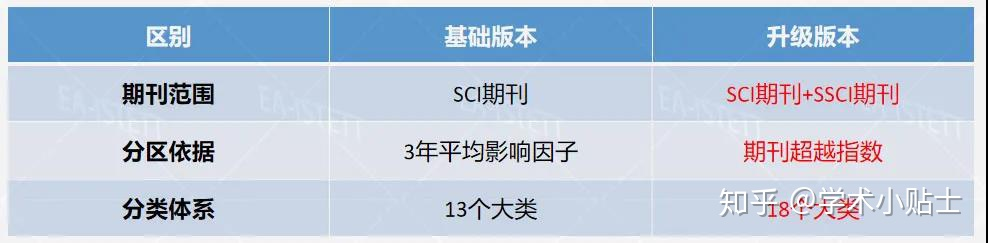 区别 基础版本 升级版本
期刊范围 SCI期刊 SCI期刊+SSCI期刊
分区依据 3年平均影响因子 期刊超越指数
分类体系 13个大类 18个大类
知乎 @学术小贴士